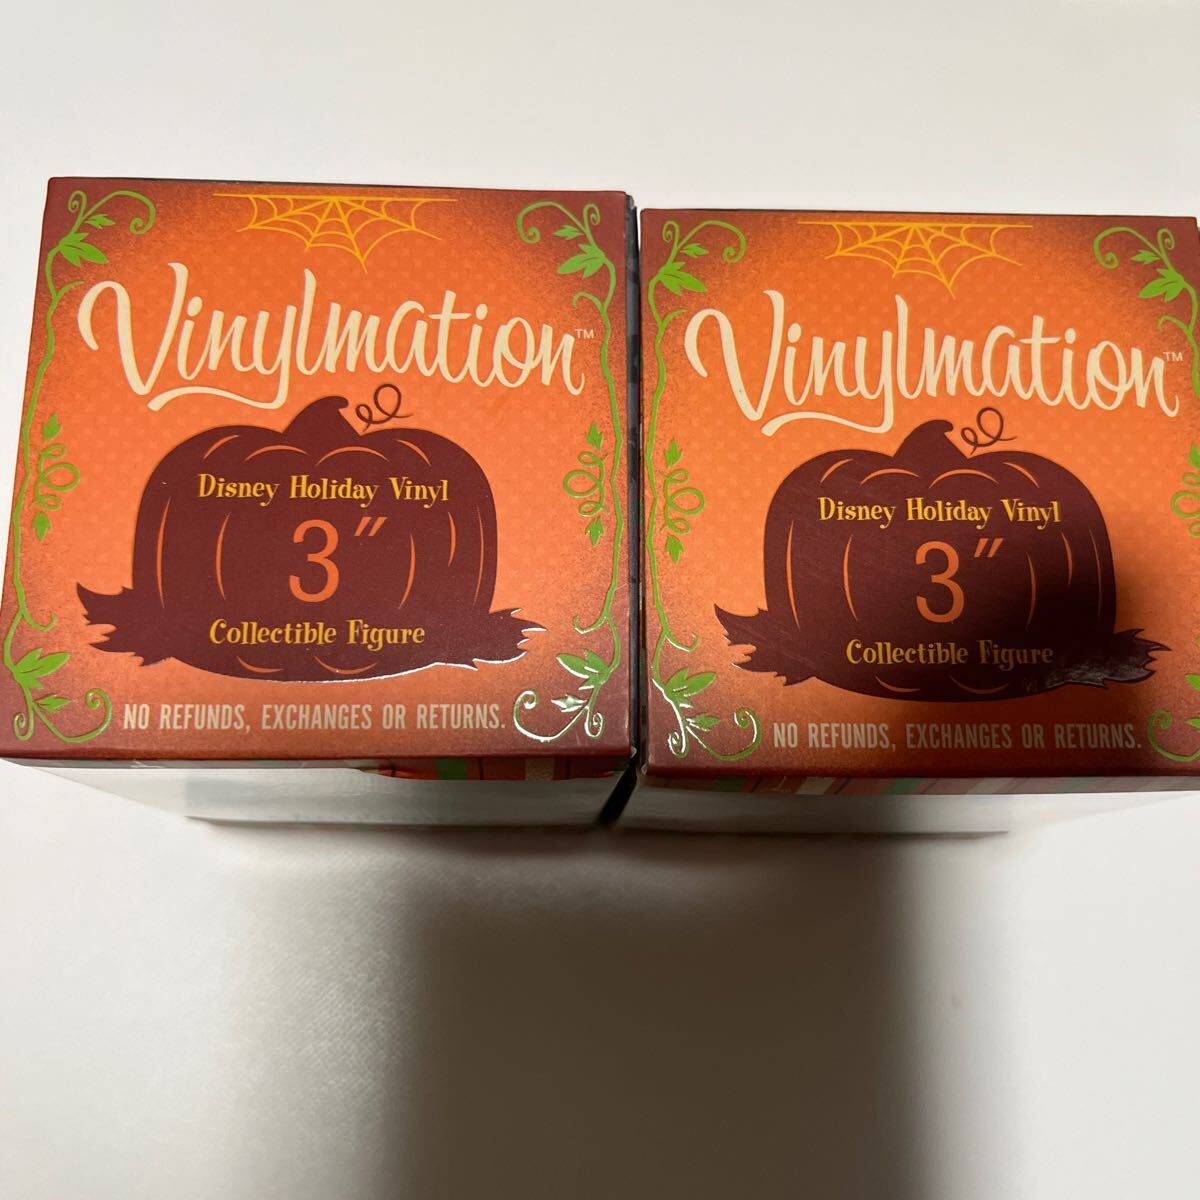 Vinylmation™
Disney Holiday Vinyl
3"
Collectible Figure
NO REFUNDS, EXCHANGES OR RETURNS.
Vinylmation™
Disney Holiday Vinyl
3"
Collectible Figure
NO REFUNDS, EXCHANGES OR RETURNS.